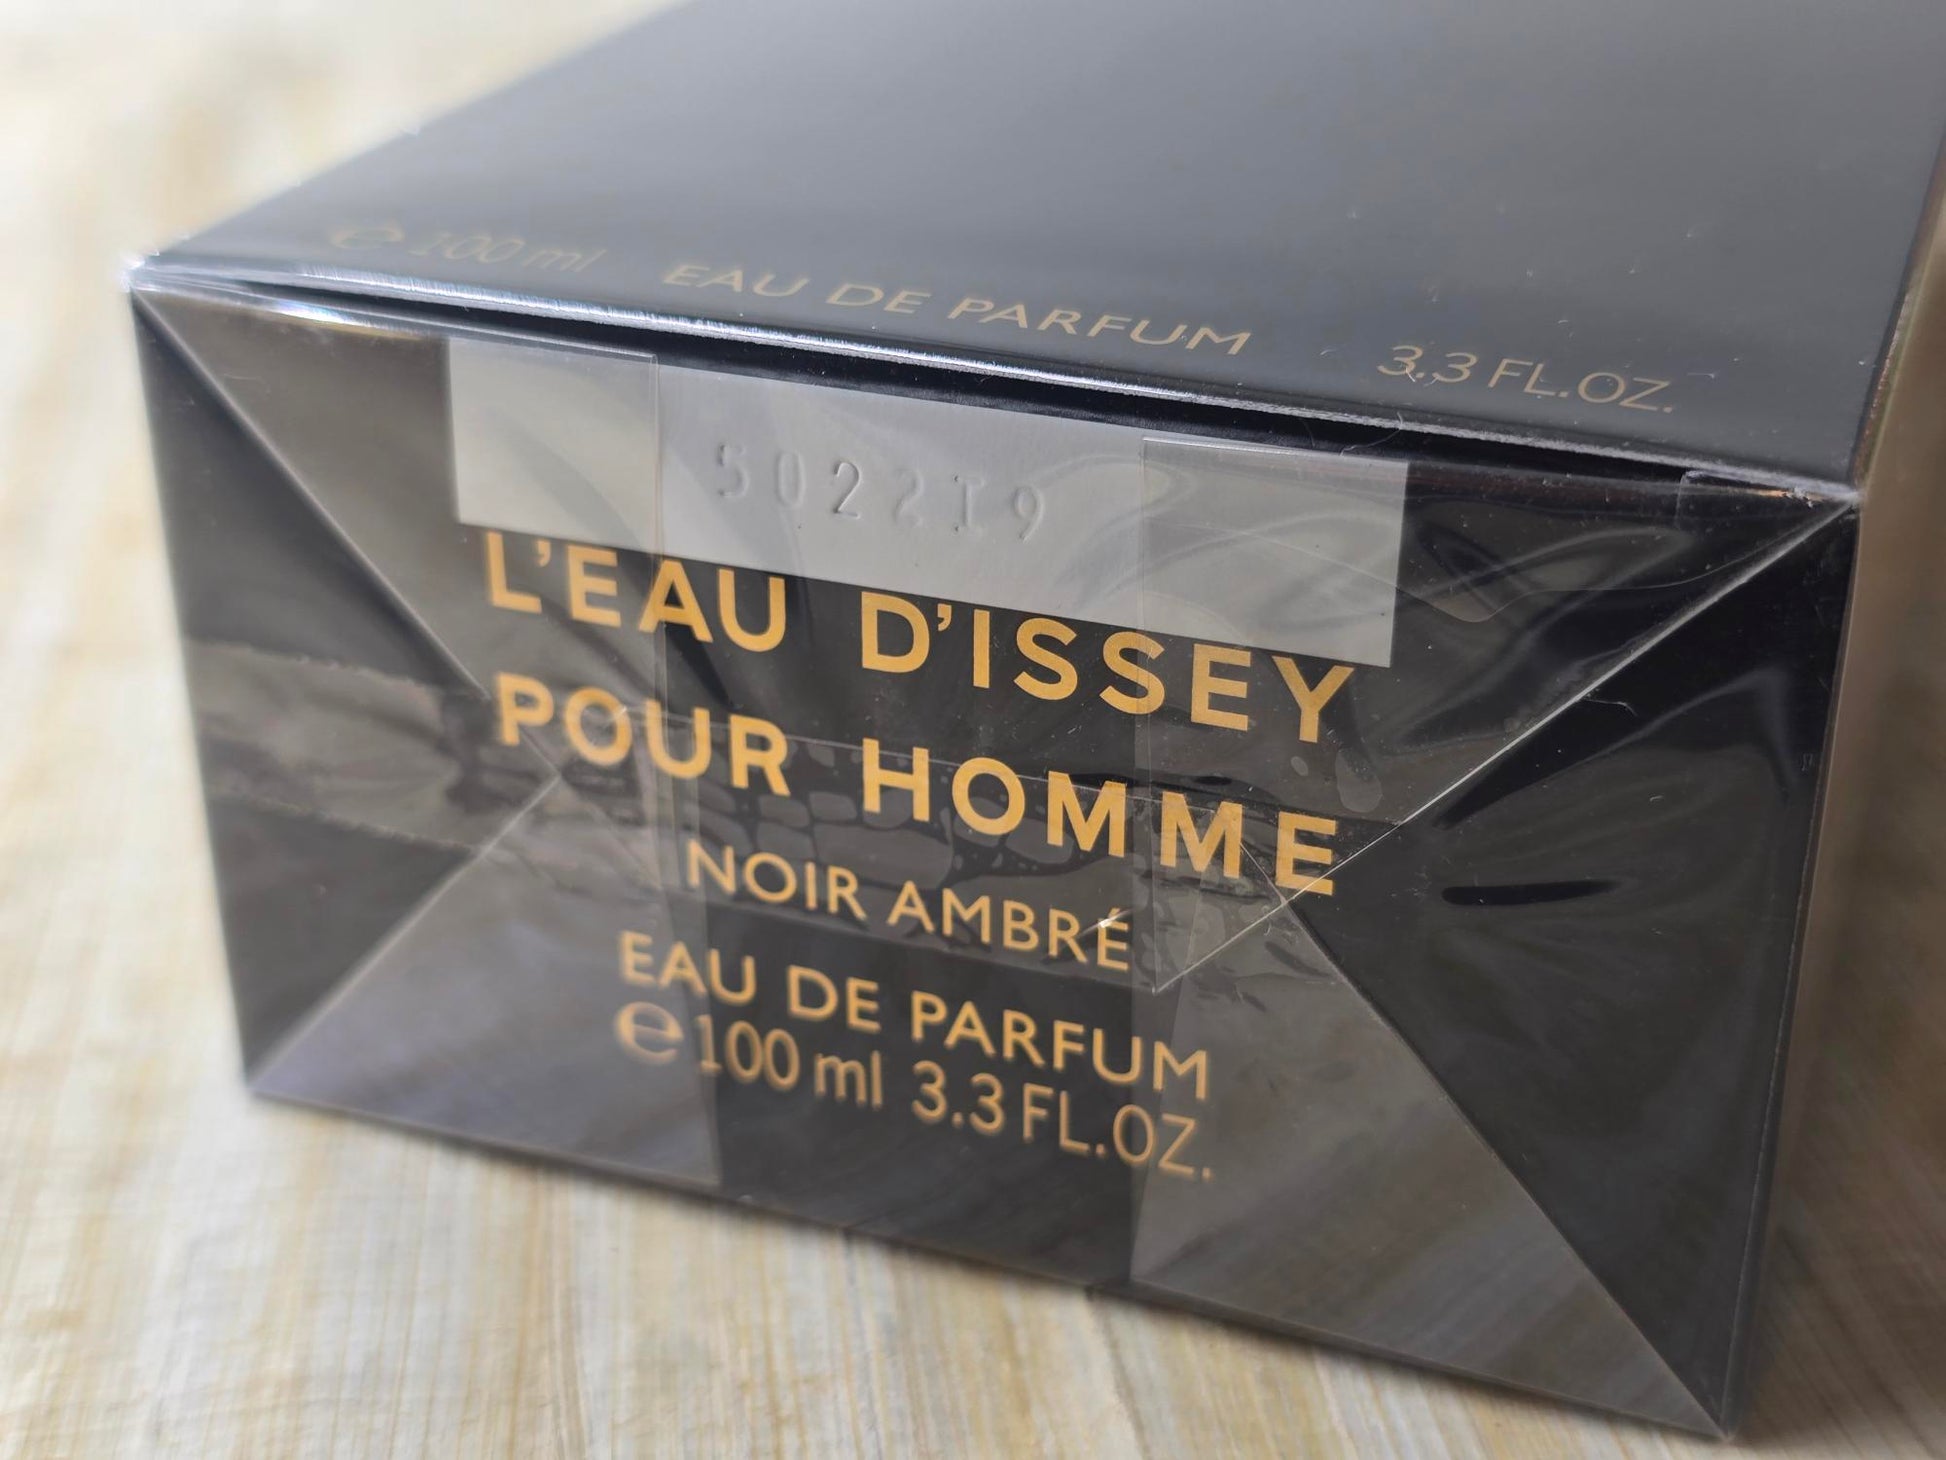 ℮ 100 ml EAU DE PARFUM 3.3 FL.OZ.
5022I9
L'EAU D'ISSEY
POUR HOMME
NOIR AMBRÉ
EAU DE PARFUM
℮ 100 ml 3.3 FL.OZ.